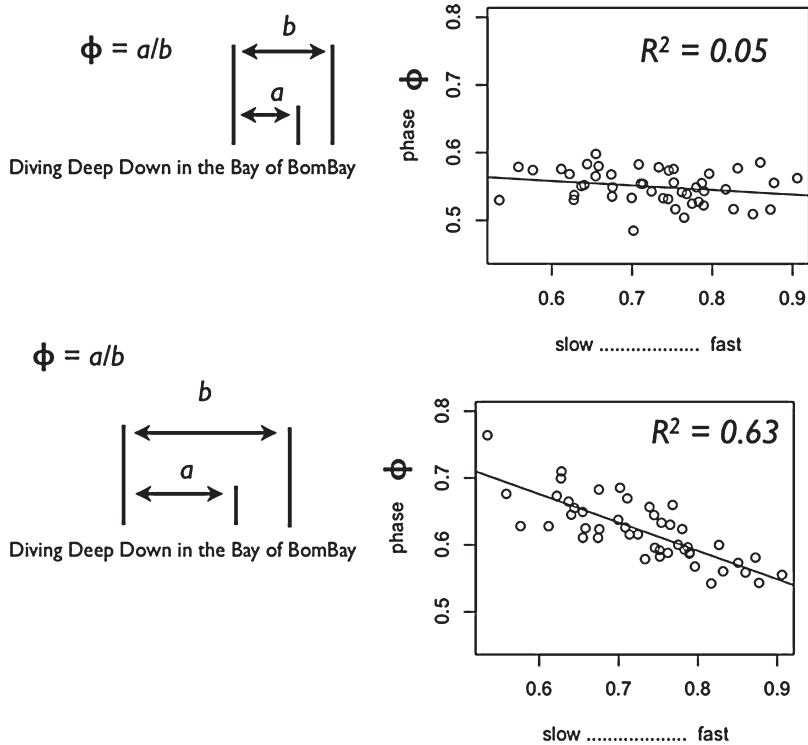 ϕ = a/b
b
a
Diving Deep Down in the Bay of BomBay
R² = 0.05
phase ϕ
0.8
0.7
0.6
0.5
0.6 0.7 0.8 0.9
slow .................... fast
ϕ = a/b
b
a
Diving Deep Down in the Bay of BomBay
R² = 0.63
phase ϕ
0.8
0.7
0.6
0.5
0.6 0.7 0.8 0.9
slow .................... fast